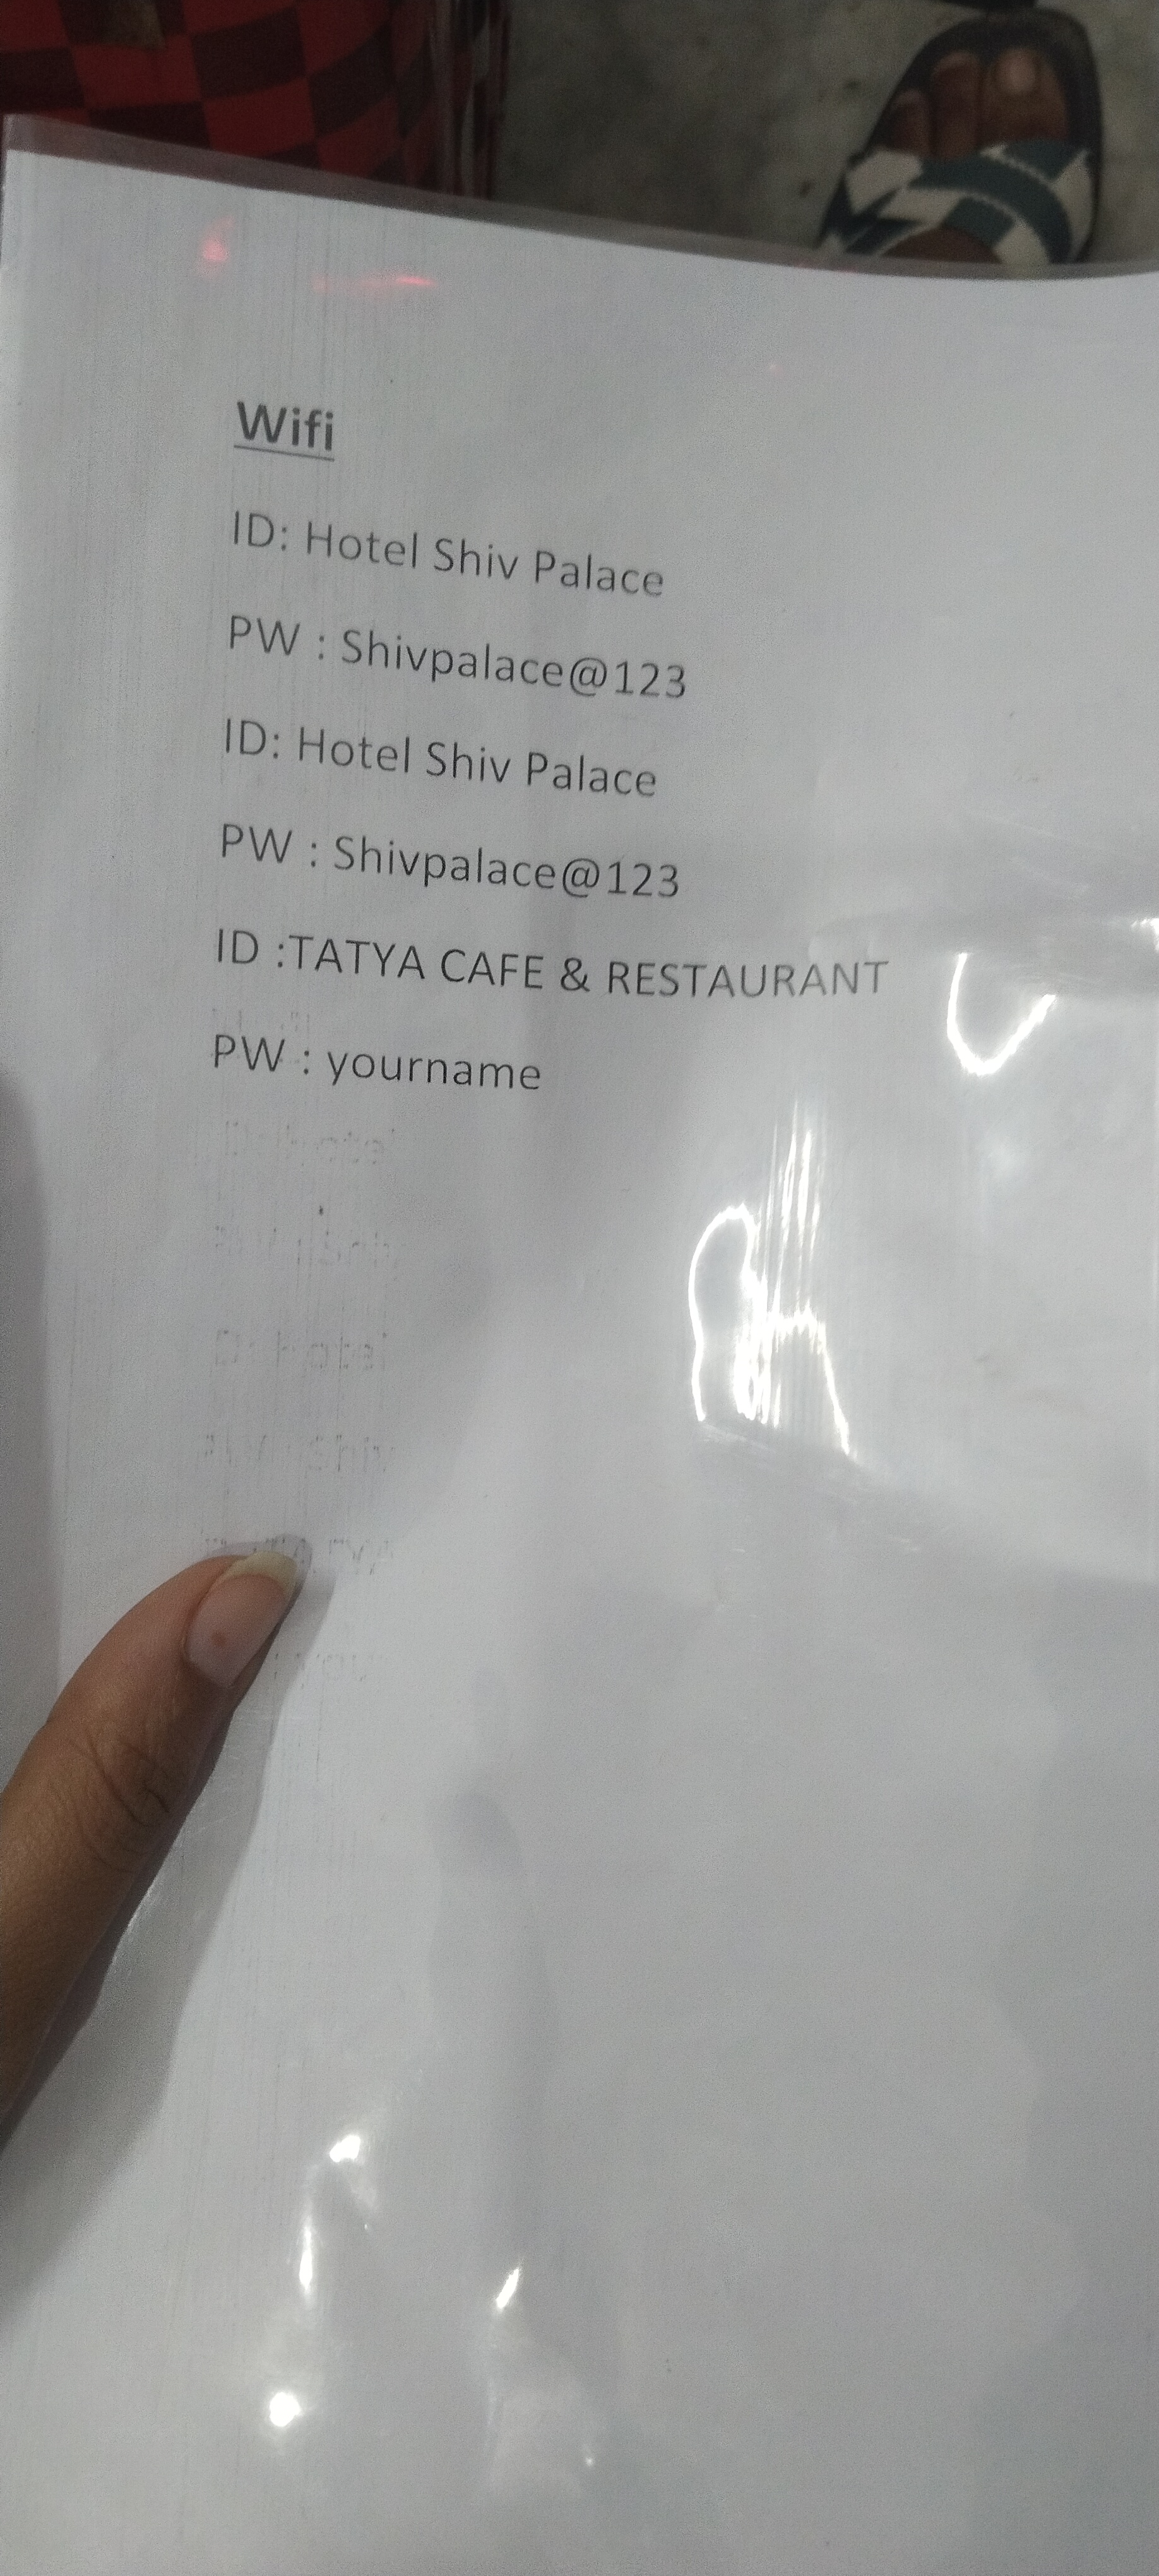 Wifi
ID: Hotel Shiv Palace
PW : Shivpalace@123
ID: Hotel Shiv Palace
PW : Shivpalace@123
ID :TATYA CAFE & RESTAURANT
PW : yourname